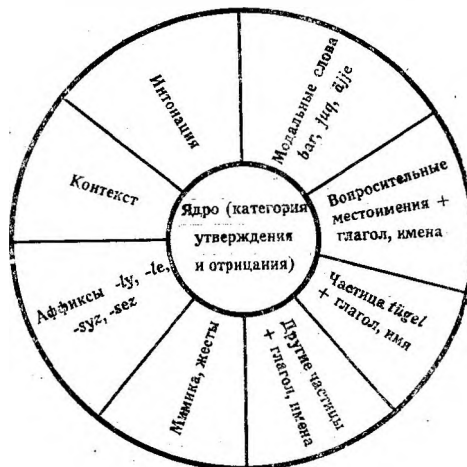 Интонация
Модальные слова
bar, juq, äjje
Вопросительные
местоимения +
глагол, имена
Частица tügel
+ глагол, имя
Другие частицы
+ глагол, имена
Мимика, жесты
Аффиксы -ly, -le,
-syz, -sez
Контекст
Ядро (категория
утверждения
и отрицания)